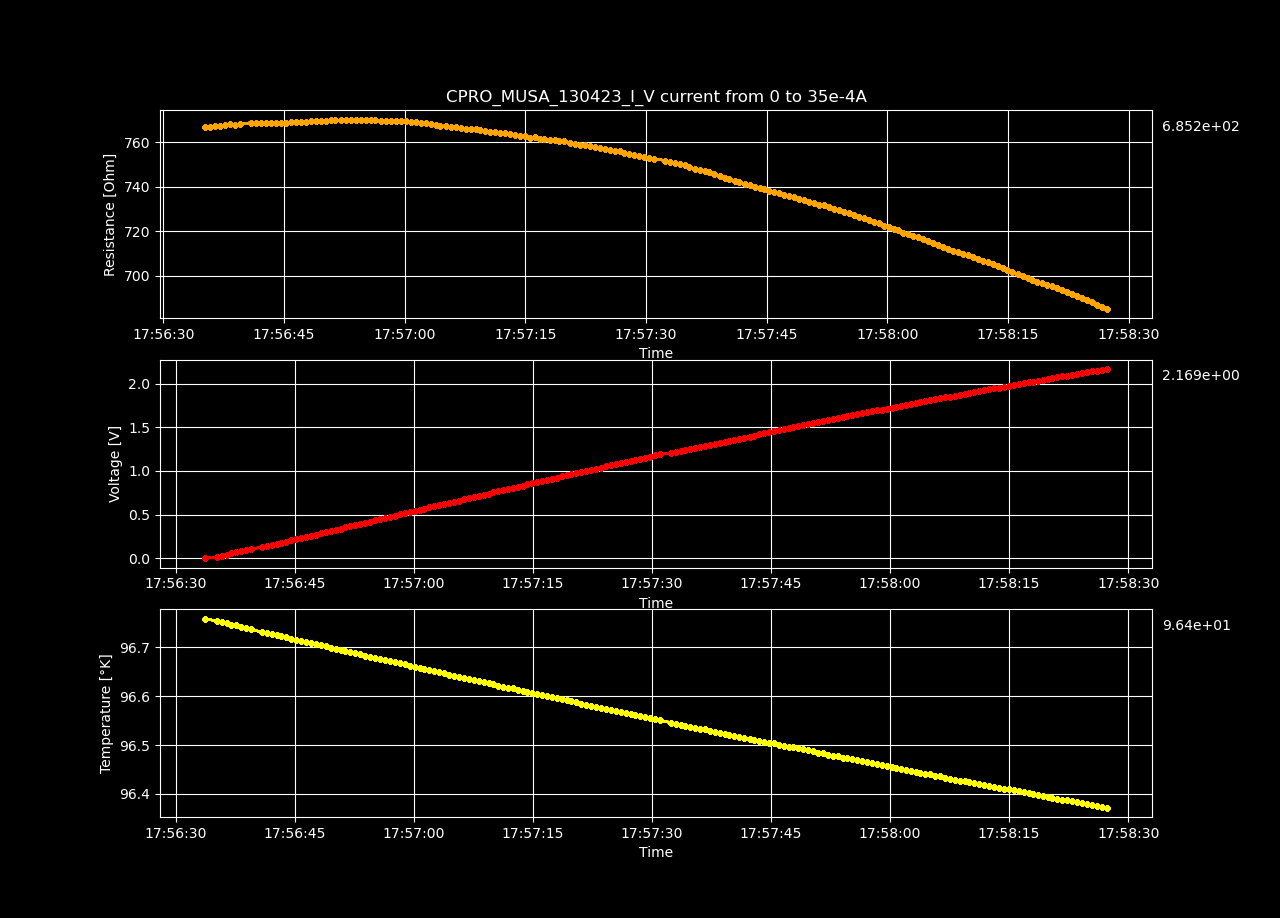 CPRO_MUSA_130423_I_V current from 0 to 35e-4A
6.852e+02
Resistance [Ohm]
760
740
720
700
17:56:30 17:56:45 17:57:00 17:57:15 17:57:30 17:57:45 17:58:00 17:58:15 17:58:30
Time
2.169e+00
Voltage [V]
2.0
1.5
1.0
0.5
0.0
17:56:30 17:56:45 17:57:00 17:57:15 17:57:30 17:57:45 17:58:00 17:58:15 17:58:30
Time
9.64e+01
Temperature [°K]
96.7
96.6
96.5
96.4
17:56:30 17:56:45 17:57:00 17:57:15 17:57:30 17:57:45 17:58:00 17:58:15 17:58:30
Time